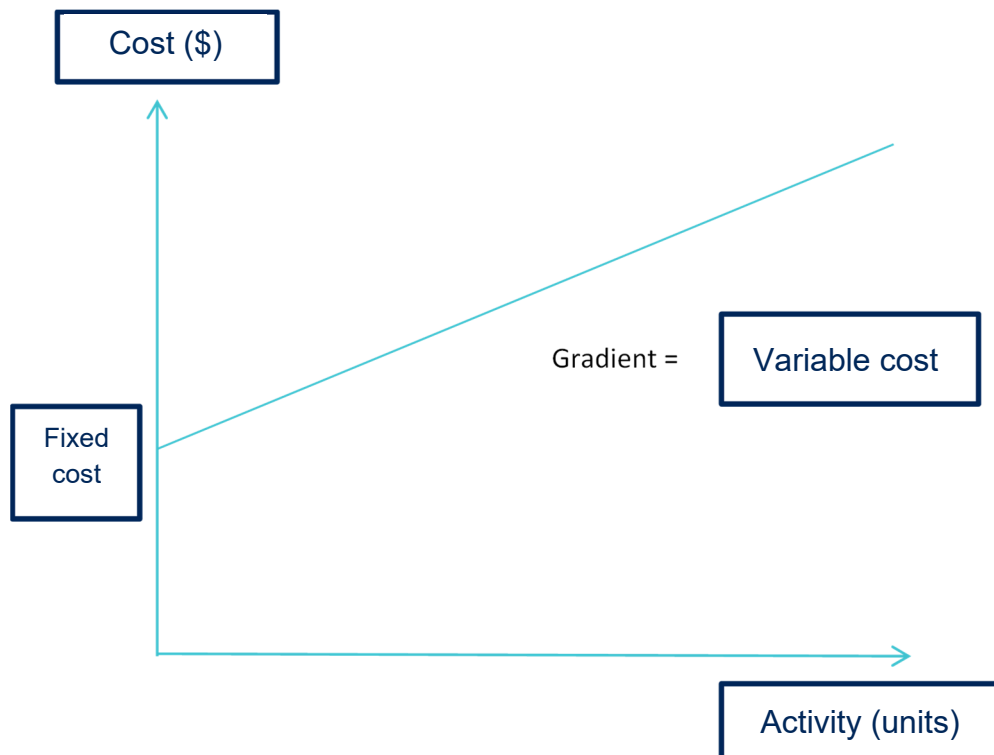 Cost ($)
Gradient =
Variable cost
Fixed
cost
Activity (units)